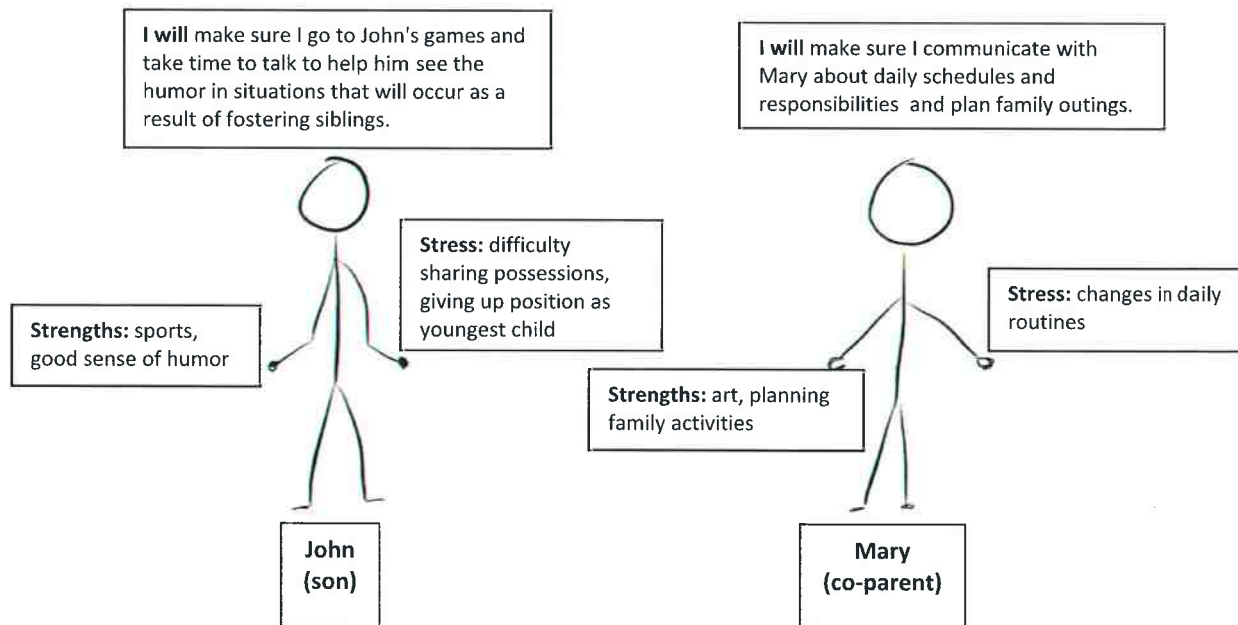 I will make sure I go to John's games and
take time to talk to help him see the
humor in situations that will occur as a
result of fostering siblings.
Strengths: sports,
good sense of humor
Stress: difficulty
sharing possessions,
giving up position as
youngest child
John
(son)
I will make sure I communicate with
Mary about daily schedules and
responsibilities and plan family outings.
Strengths: art, planning
family activities
Stress: changes in daily
routines
Mary
(co-parent)